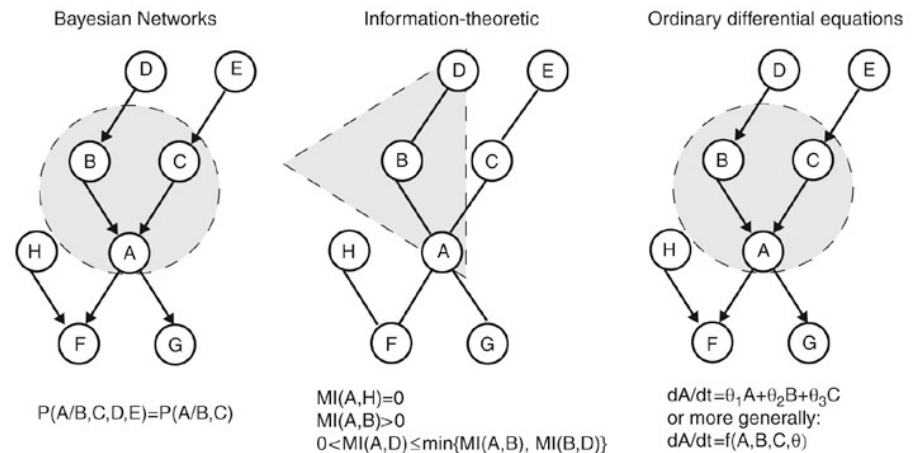 Bayesian Networks
Information-theoretic
Ordinary differential equations
D
E
B
C
H
A
F
G
D
E
B
C
H
A
F
G
D
E
B
C
H
A
F
G
P(A/B,C,D,E)=P(A/B,C)
MI(A,H)=0
MI(A,B)>0
0<MI(A,D)≤min{MI(A,B), MI(B,D)}
dA/dt=θ₁A+θ₂B+θ₃C
or more generally:
dA/dt=f(A,B,C,θ)